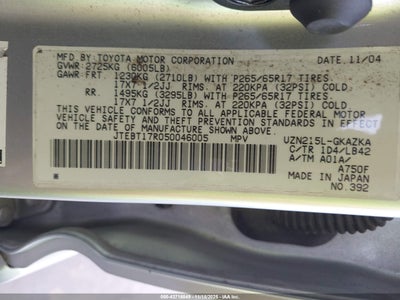 MFD.BY:TOYOTA MOTOR CORPORATION DATE: 11/04
GVWR 2725KG (6005LB)
GAWR FRT. 1230KG (2710LB) WITH P265/65R17 TIRES
17X7 1/2JJ RIMS. AT 220KPA (32PSI) COLD.
RR. 1495KG (3295LB) WITH P265/65R17 TIRES
17X7 1/2JJ RIMS. AT 220KPA (32PSI) COLD.
THIS VEHICLE CONFORMS TO ALL APPLICABLE FEDERAL MOTOR
VEHICLE SAFETY STANDARDS IN EFFECT ON THE DATE OF
MANUFACTURE SHOWN ABOVE.
JTEBT17R050046005 MPV UZN215L-GKAZKA
C/TR 1D4/LB42
A/TM A01A/
A750F
MADE IN JAPAN
NO.392